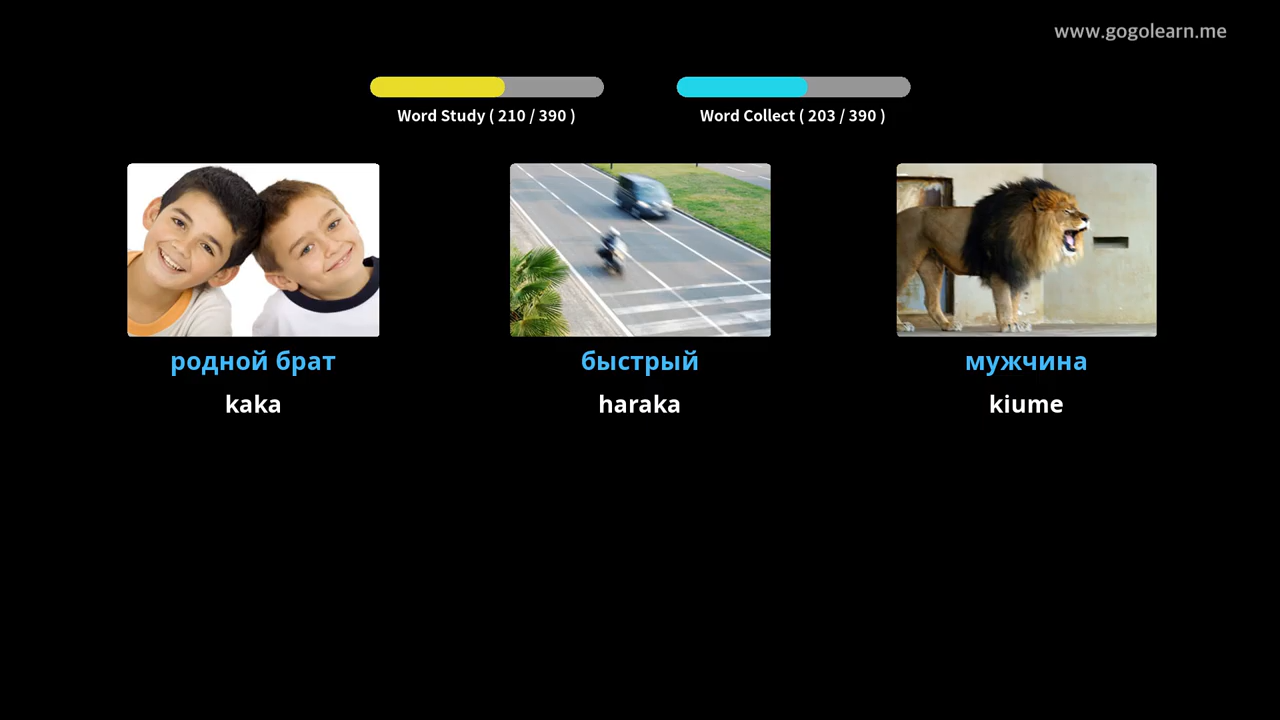 www.gogolearn.me
Word Study ( 210 / 390 )
Word Collect ( 203 / 390 )
родной брат
быстрый
мужчина
kaka
haraka
kiume